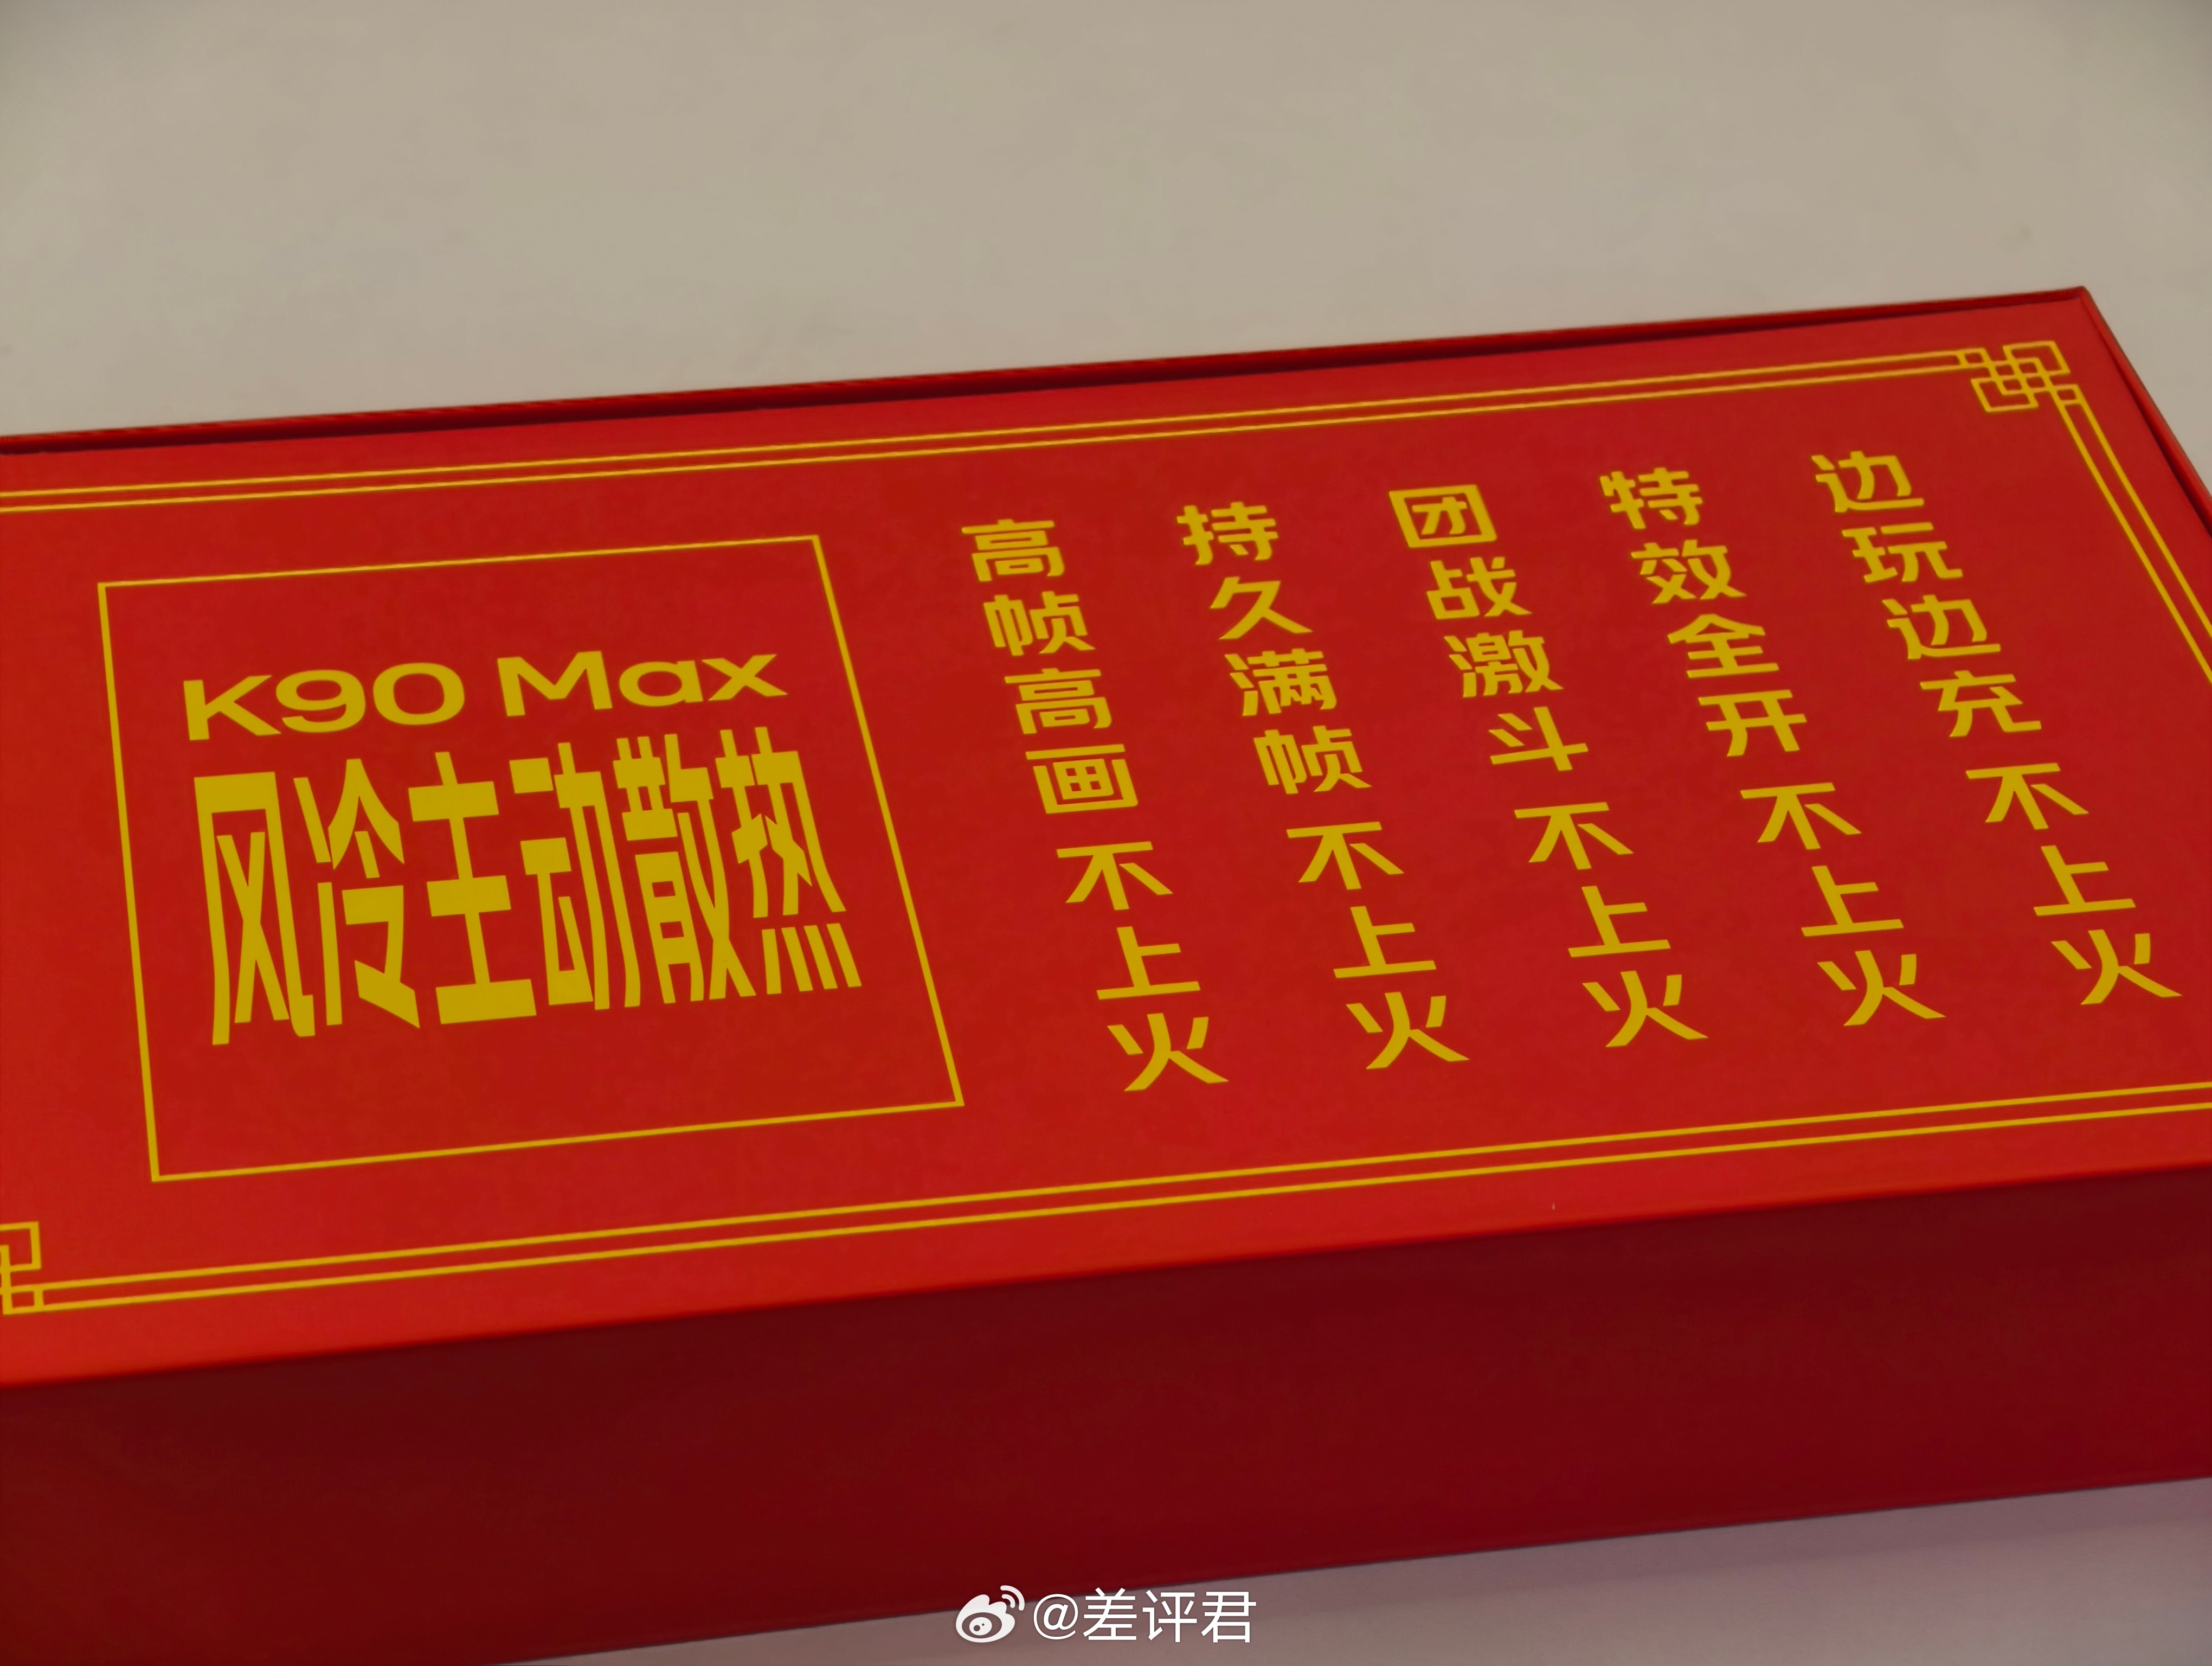 K90 Max
风冷主动散热
高帧高画不上火
持久满帧不上火
团战激斗不上火
特效全开不上火
边玩边充不上火
@差评君